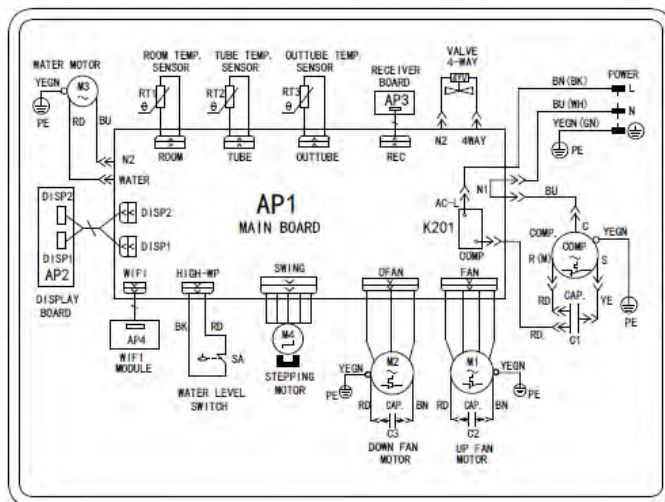 WATER MOTOR
YEGN
M3
~
PE
RD
BU
ROOM TEMP.
SENSOR
RT1
θ
TUBE TEMP.
SENSOR
RT2
θ
OUTTUBE TEMP.
SENSOR
RT3
θ
RECEIVER
BOARD
AP3
VALVE
4-WAY
4YV
BN(BK)
BU(WH)
YEGN(GN)
POWER
L
N
PE
N2
WATER
ROOM
TUBE
OUTTUBE
REC
N2
4WAY
N1
BU
AC-L
K201
COMP
AP1
MAIN BOARD
DISP2
DISP1
AP2
DISPLAY
BOARD
DISP2
DISP1
WIFI
HIGH-WP
SWING
DFAN
FAN
COMP.
C
COMP
YEGN
R(M)
S
RD
CAP.
YE
C1
PE
RD
AP4
WIFI
MODULE
BK
RD
SA
WATER LEVEL
SWITCH
M4
STEPPING
MOTOR
YEGN
PE
M2
~
RD
CAP.
BN
C3
DOWN FAN
MOTOR
M1
~
YEGN
PE
RD
CAP.
BN
C2
UP FAN
MOTOR